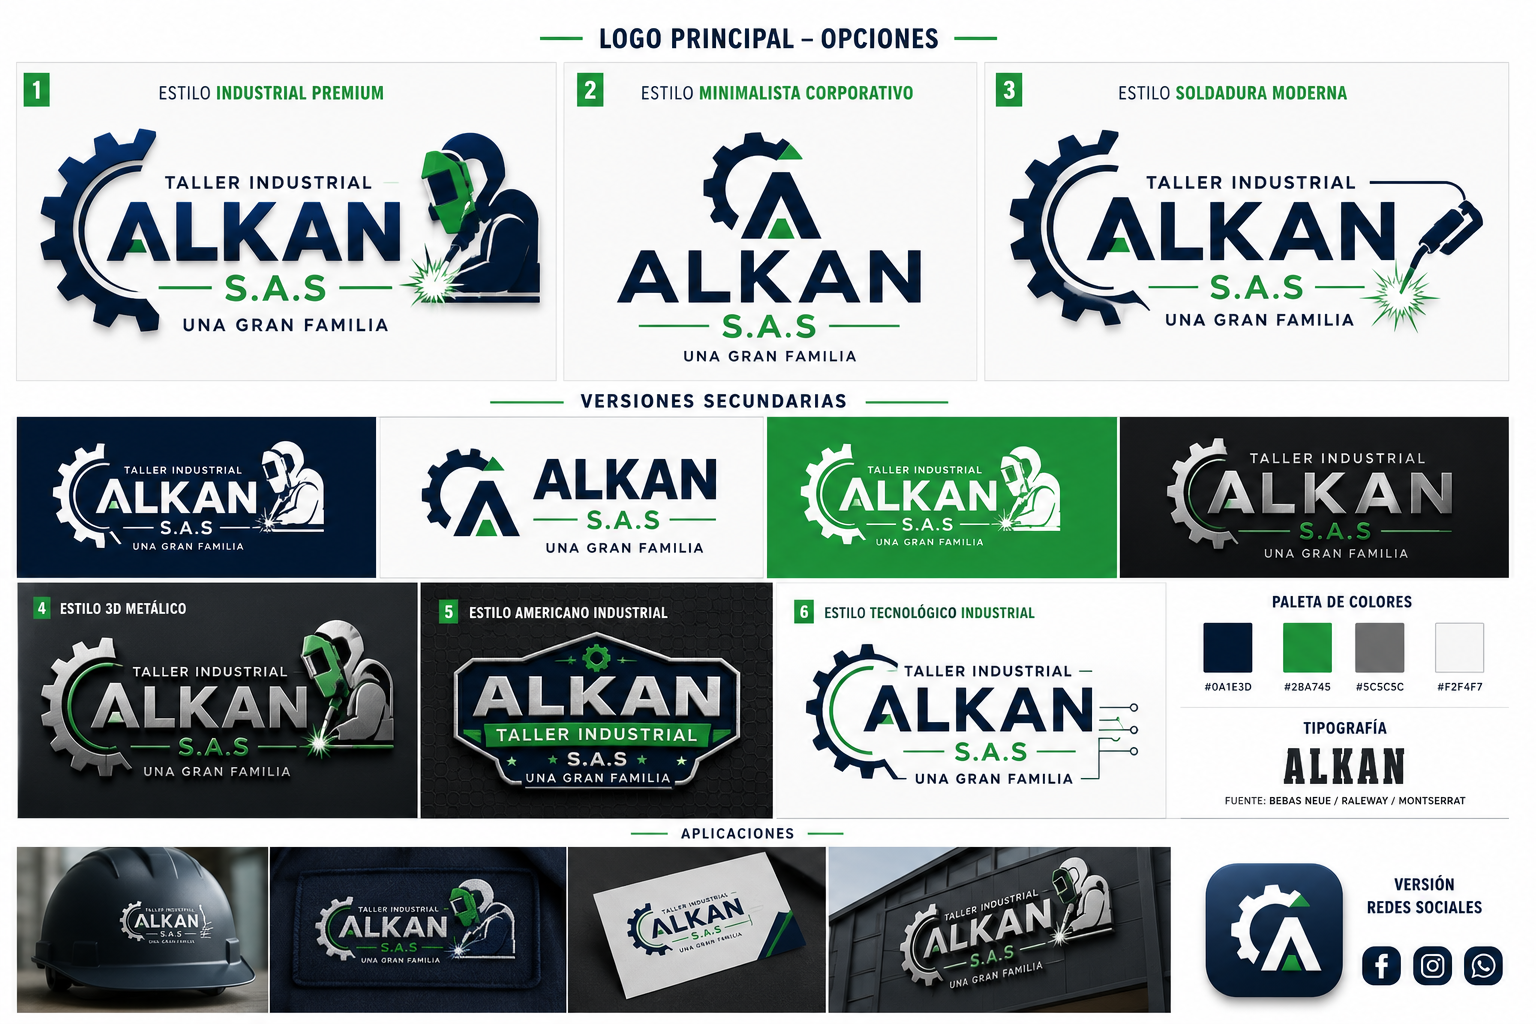 LOGO PRINCIPAL – OPCIONES
1
ESTILO INDUSTRIAL PREMIUM
TALLER INDUSTRIAL
ALKAN
S.A.S
UNA GRAN FAMILIA
2
ESTILO MINIMALISTA CORPORATIVO
A
ALKAN
S.A.S
UNA GRAN FAMILIA
3
ESTILO SOLDADURA MODERNA
TALLER INDUSTRIAL
ALKAN
S.A.S
UNA GRAN FAMILIA
VERSIONES SECUNDARIAS
TALLER INDUSTRIAL
ALKAN
S.A.S
UNA GRAN FAMILIA
A
ALKAN
S.A.S
UNA GRAN FAMILIA
TALLER INDUSTRIAL
ALKAN
S.A.S
UNA GRAN FAMILIA
TALLER INDUSTRIAL
ALKAN
S.A.S
UNA GRAN FAMILIA
4 ESTILO 3D METÁLICO
TALLER INDUSTRIAL
ALKAN
S.A.S
UNA GRAN FAMILIA
5 ESTILO AMERICANO INDUSTRIAL
ALKAN
TALLER INDUSTRIAL
S.A.S
UNA GRAN FAMILIA
6 ESTILO TECNOLÓGICO INDUSTRIAL
TALLER INDUSTRIAL
ALKAN
S.A.S
UNA GRAN FAMILIA
PALETA DE COLORES
#0A1E3D #2BA745 #5C5C5C #F2F4F7
TIPOGRAFÍA
ALKAN
FUENTE: BEBAS NEUE / RALEWAY / MONTSERRAT
APLICACIONES
TALLER INDUSTRIAL
ALKAN
S.A.S
TALLER INDUSTRIAL
ALKAN
S.A.S
UNA GRAN FAMILIA
TALLER INDUSTRIAL
ALKAN
S.A.S
UNA GRAN FAMILIA
TALLER INDUSTRIAL
ALKAN
S.A.S
UNA GRAN FAMILIA
A
VERSIÓN
REDES SOCIALES